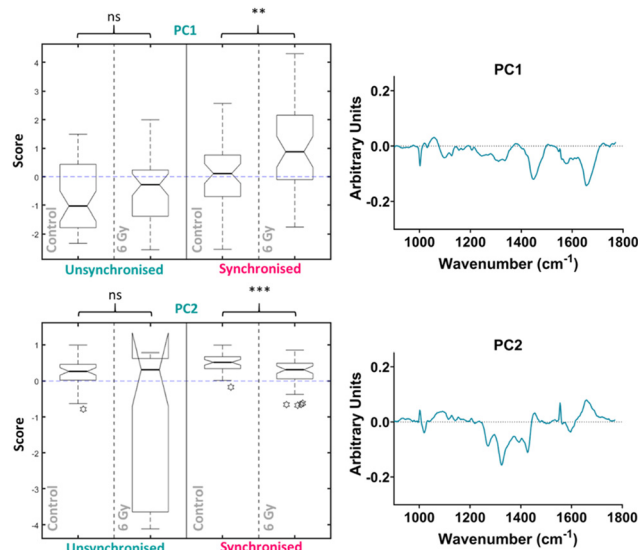 ns
PC1
**
Score
4
3
2
1
0
-1
-2
Control
6 Gy
Control
6 Gy
Unsynchronised
Synchronised
PC1
Arbitrary Units
0.2
0.0
-0.2
1000 1200 1400 1600 1800
Wavenumber (cm-1)
ns
PC2
***
Score
1
0
-1
-2
-3
-4
Control
6 Gy
Control
6 Gy
Unsynchronised
Synchronised
PC2
Arbitrary Units
0.2
0.0
-0.2
1000 1200 1400 1600 1800
Wavenumber (cm-1)